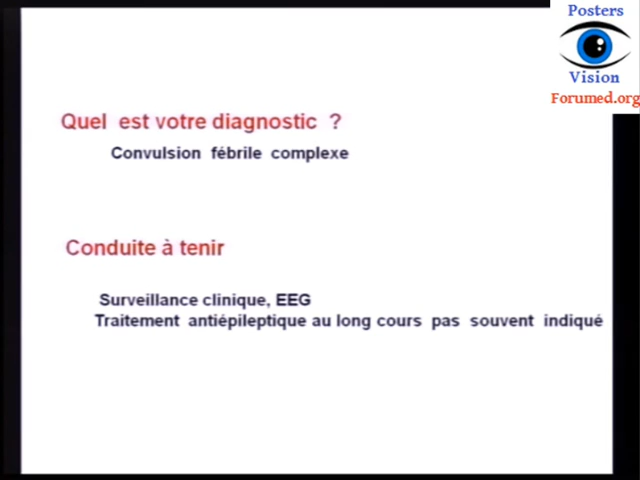 Posters
Vision
Forumed.org
Quel est votre diagnostic ?
Convulsion fébrile complexe
Conduite à tenir
Surveillance clinique, EEG
Traitement antiépileptique au long cours pas souvent indiqué